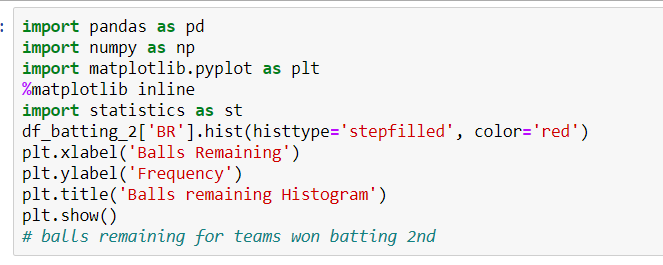 :
import pandas as pd
import numpy as np
import matplotlib.pyplot as plt
%matplotlib inline
import statistics as st
df_batting_2['BR'].hist(histtype='stepfilled', color='red')
plt.xlabel('Balls Remaining')
plt.ylabel('Frequency')
plt.title('Balls remaining Histogram')
plt.show()
# balls remaining for teams won batting 2nd